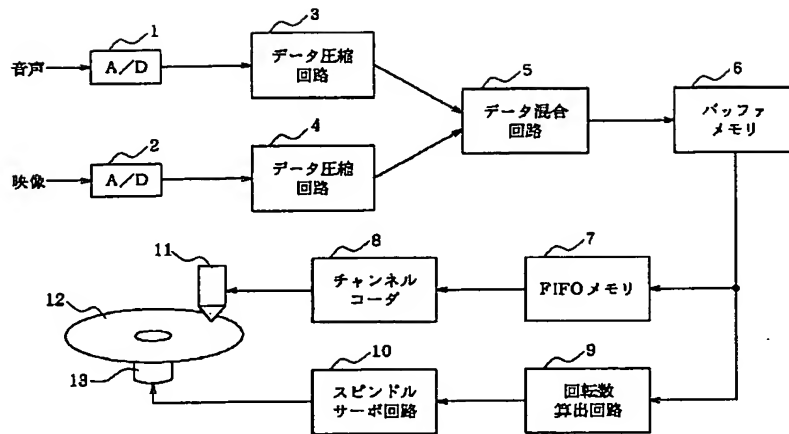 1
音声
A/D
3
データ圧縮
回路
5
データ混合
回路
6
バッファ
メモリ
2
映像
A/D
4
データ圧縮
回路
11
12
13
8
チャンネル
コーダ
7
FIFOメモリ
10
スピンドル
サーボ回路
9
回転数
算出回路